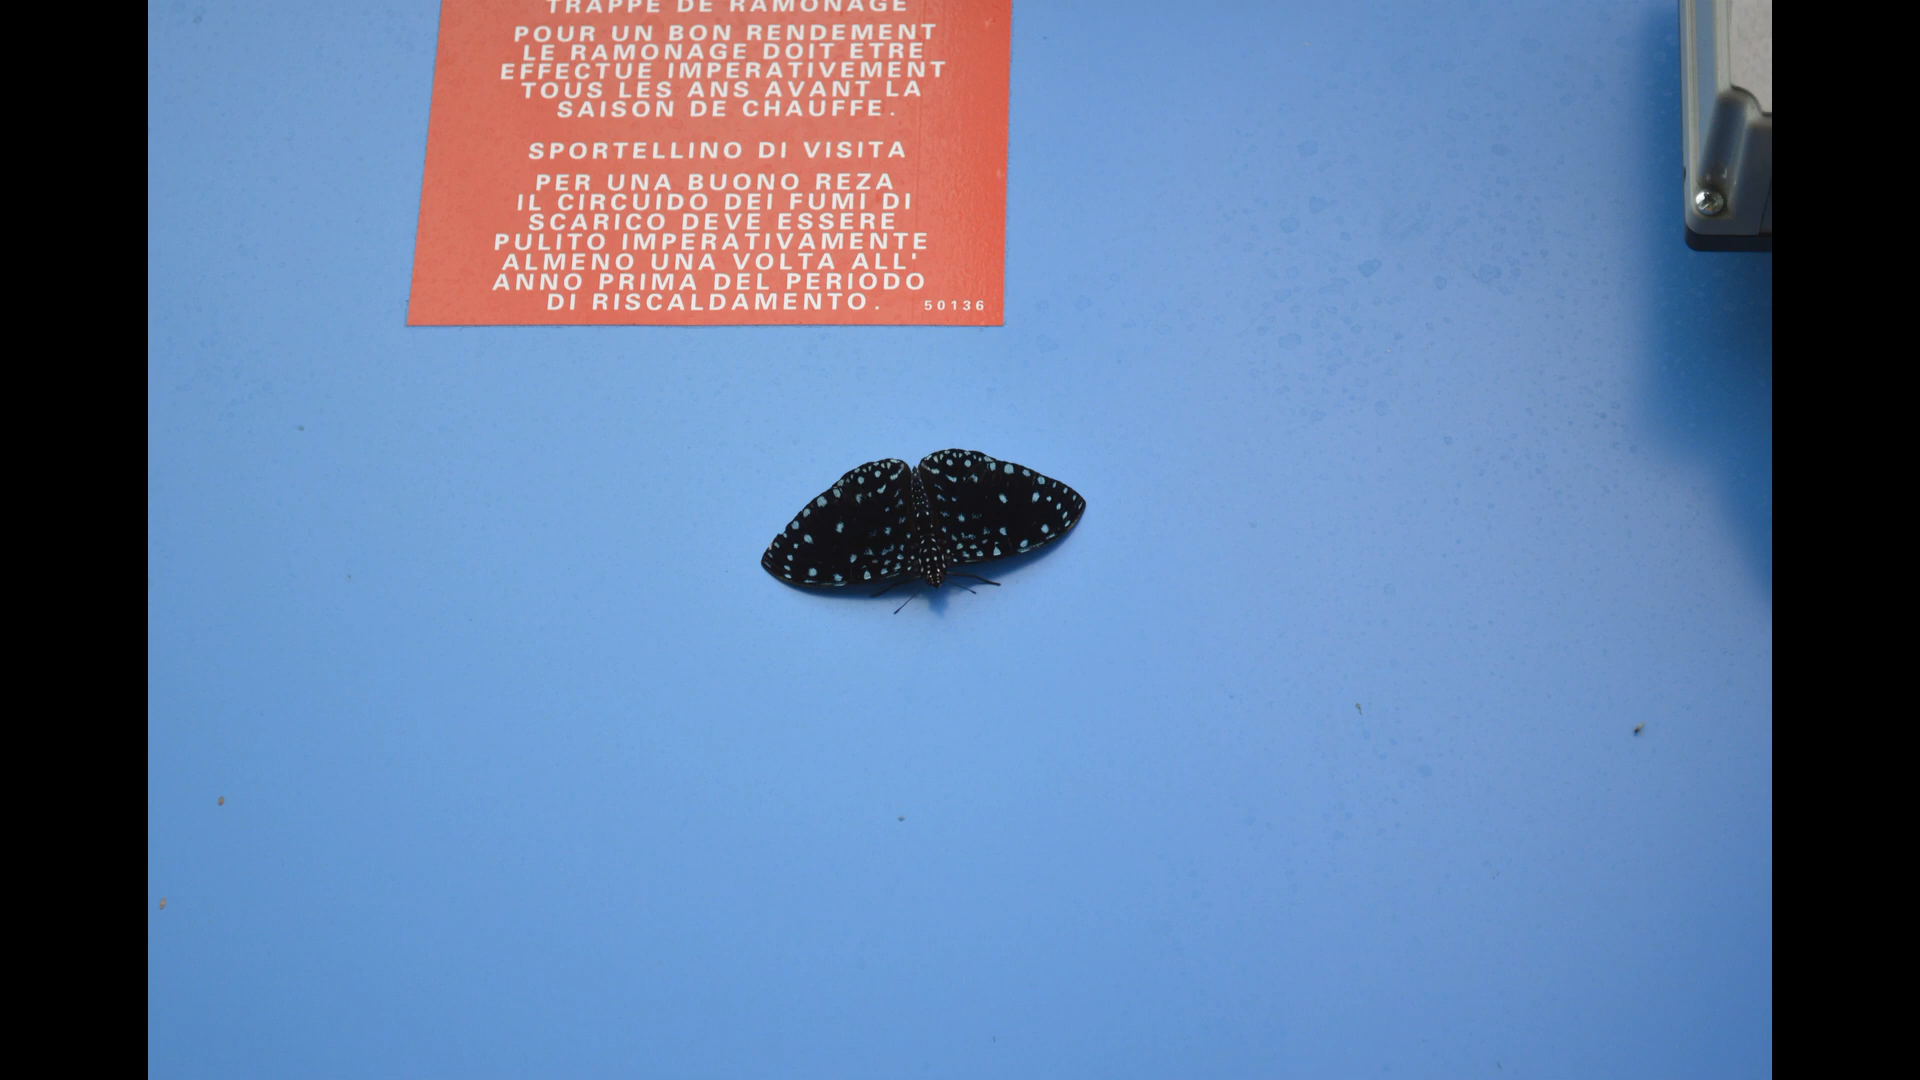 TRAPPE DE RAMONAGE
POUR UN BON RENDEMENT
LE RAMONAGE DOIT ETRE
EFFECTUE IMPERATIVEMENT
TOUS LES ANS AVANT LA
SAISON DE CHAUFFE.
SPORTELLINO DI VISITA
PER UNA BUONO REZA
IL CIRCUIDO DEI FUMI DI
SCARICO DEVE ESSERE
PULITO IMPERATIVAMENTE
ALMENO UNA VOLTA ALL'
ANNO PRIMA DEL PERIODO
DI RISCALDAMENTO.
50136